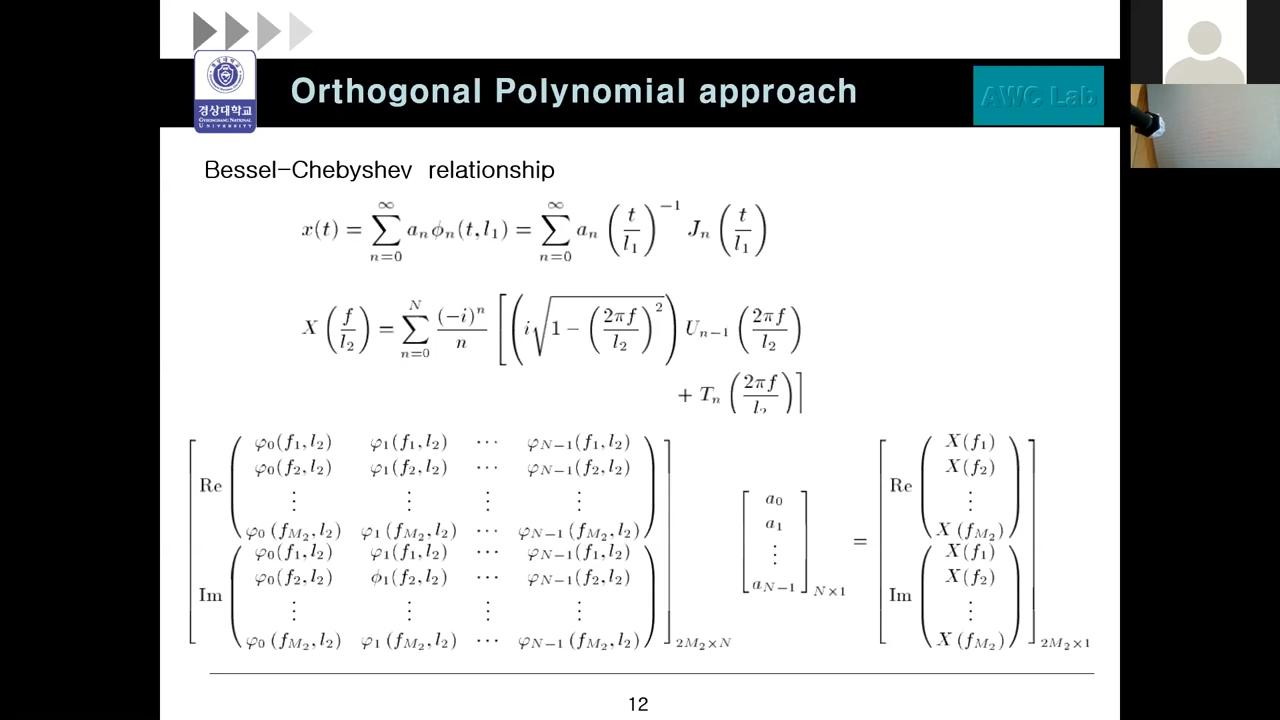 Orthogonal Polynomial approach
AWC Lab
경상대학교
GYEONGSANG NATIONAL
UNIVERSITY
Bessel-Chebyshev relationship
x(t) = ∑_{n=0}^{∞} a_n ϕ_n(t, l_1) = ∑_{n=0}^{∞} a_n (t/l_1)^{-1} J_n (t/l_1)
X (f/l_2) = ∑_{n=0}^{N} (-i)^n/n [(i√(1 - (2πf/l_2)^2)) U_{n-1} (2πf/l_2)
+ T_n (2πf/l_2)]
[Re (φ_0(f_1, l_2) φ_1(f_1, l_2) ⋯ φ_{N-1}(f_1, l_2)
φ_0(f_2, l_2) φ_1(f_2, l_2) ⋯ φ_{N-1}(f_2, l_2)
⋮ ⋮ ⋮ ⋮
φ_0 (f_{M_2}, l_2) φ_1 (f_{M_2}, l_2) ⋯ φ_{N-1} (f_{M_2}, l_2))
Im (φ_0(f_1, l_2) φ_1(f_1, l_2) ⋯ φ_{N-1}(f_1, l_2)
φ_0(f_2, l_2) ϕ_1(f_2, l_2) ⋯ φ_{N-1}(f_2, l_2)
⋮ ⋮ ⋮ ⋮
φ_0 (f_{M_2}, l_2) φ_1 (f_{M_2}, l_2) ⋯ φ_{N-1} (f_{M_2}, l_2))]_{2M_2×N}
[a_0
a_1
⋮
a_{N-1}]_{N×1}
=
[Re (X(f_1)
X(f_2)
⋮
X (f_{M_2}))
Im (X(f_1)
X(f_2)
⋮
X (f_{M_2}))]_{2M_2×1}
12